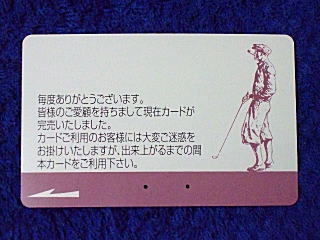 毎度ありがとうございます。
皆様のご愛顧を持ちまして現在カードが
完売いたしました。
カードご利用のお客様には大変ご迷惑を
お掛けいたしますが、出来上がるまでの間
本カードをご利用下さい。